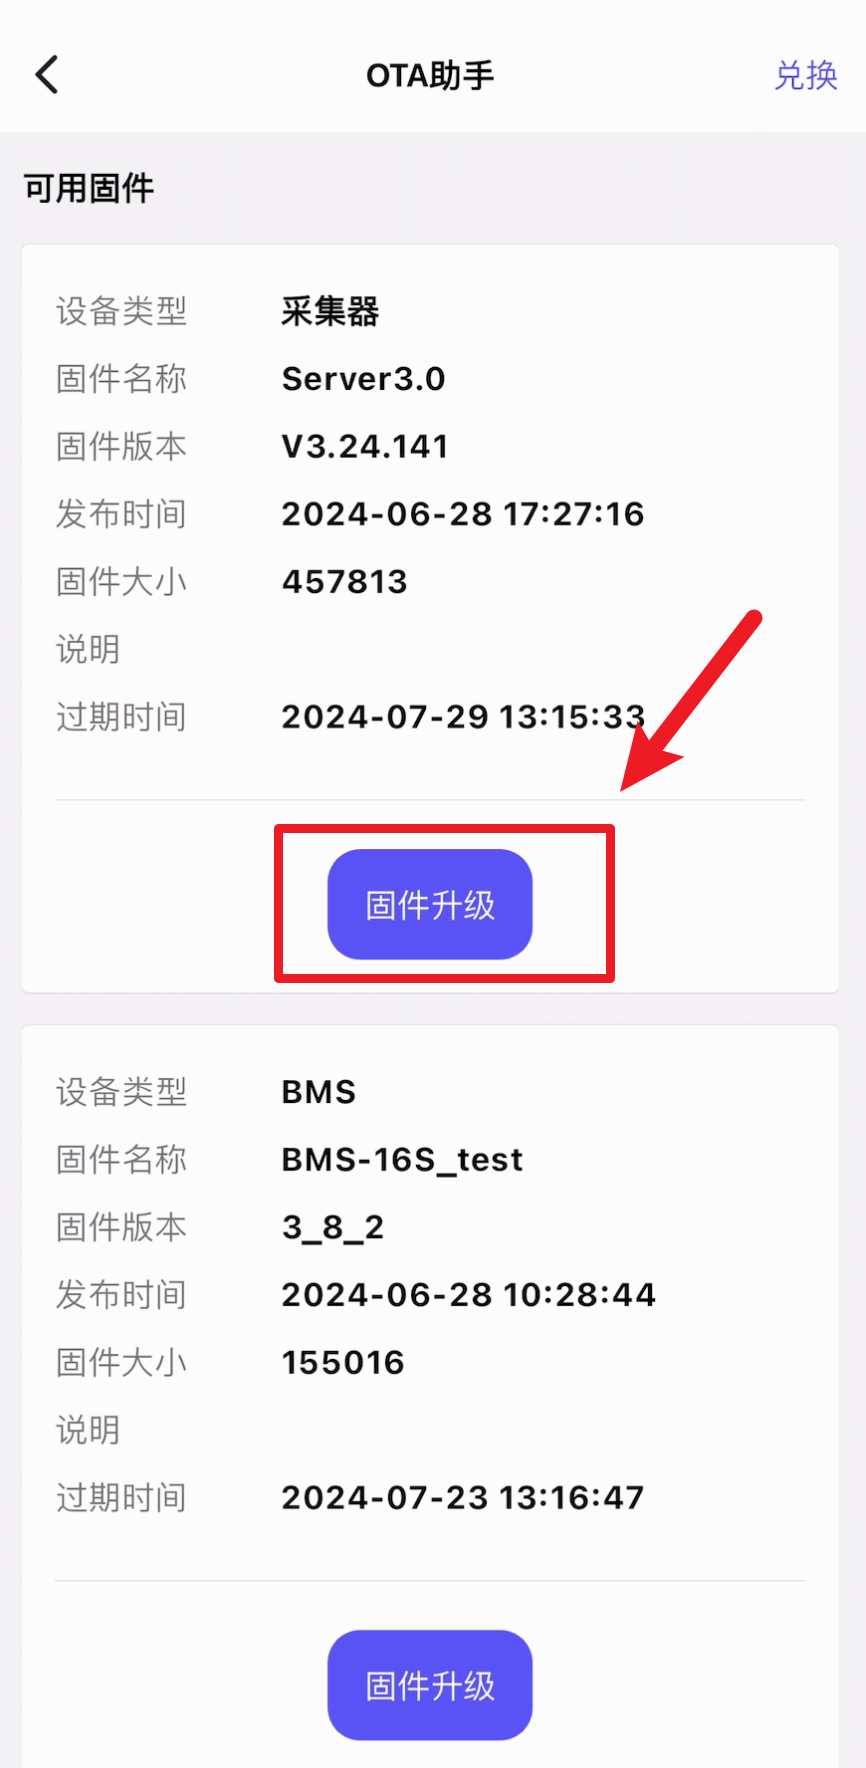 OTA助手
兑换
可用固件
设备类型 采集器
固件名称 Server3.0
固件版本 V3.24.141
发布时间 2024-06-28 17:27:16
固件大小 457813
说明
过期时间 2024-07-29 13:15:33
固件升级
设备类型 BMS
固件名称 BMS-16S_test
固件版本 3_8_2
发布时间 2024-06-28 10:28:44
固件大小 155016
说明
过期时间 2024-07-23 13:16:47
固件升级